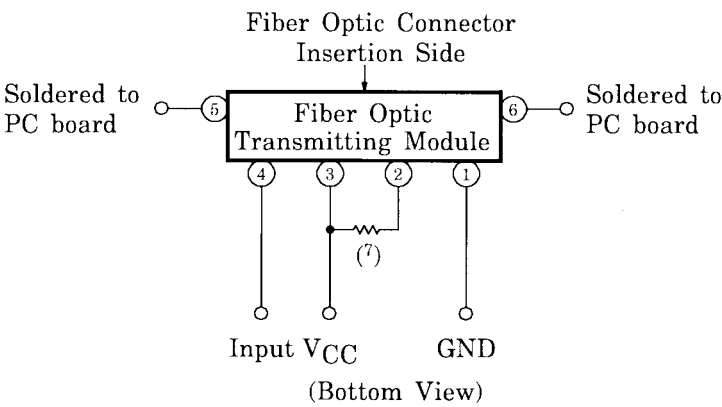 Fiber Optic Connector
Insertion Side
Soldered to
PC board
5
Fiber Optic
Transmitting Module
6
Soldered to
PC board
4
3
2
1
(7)
Input VCC
GND
(Bottom View)